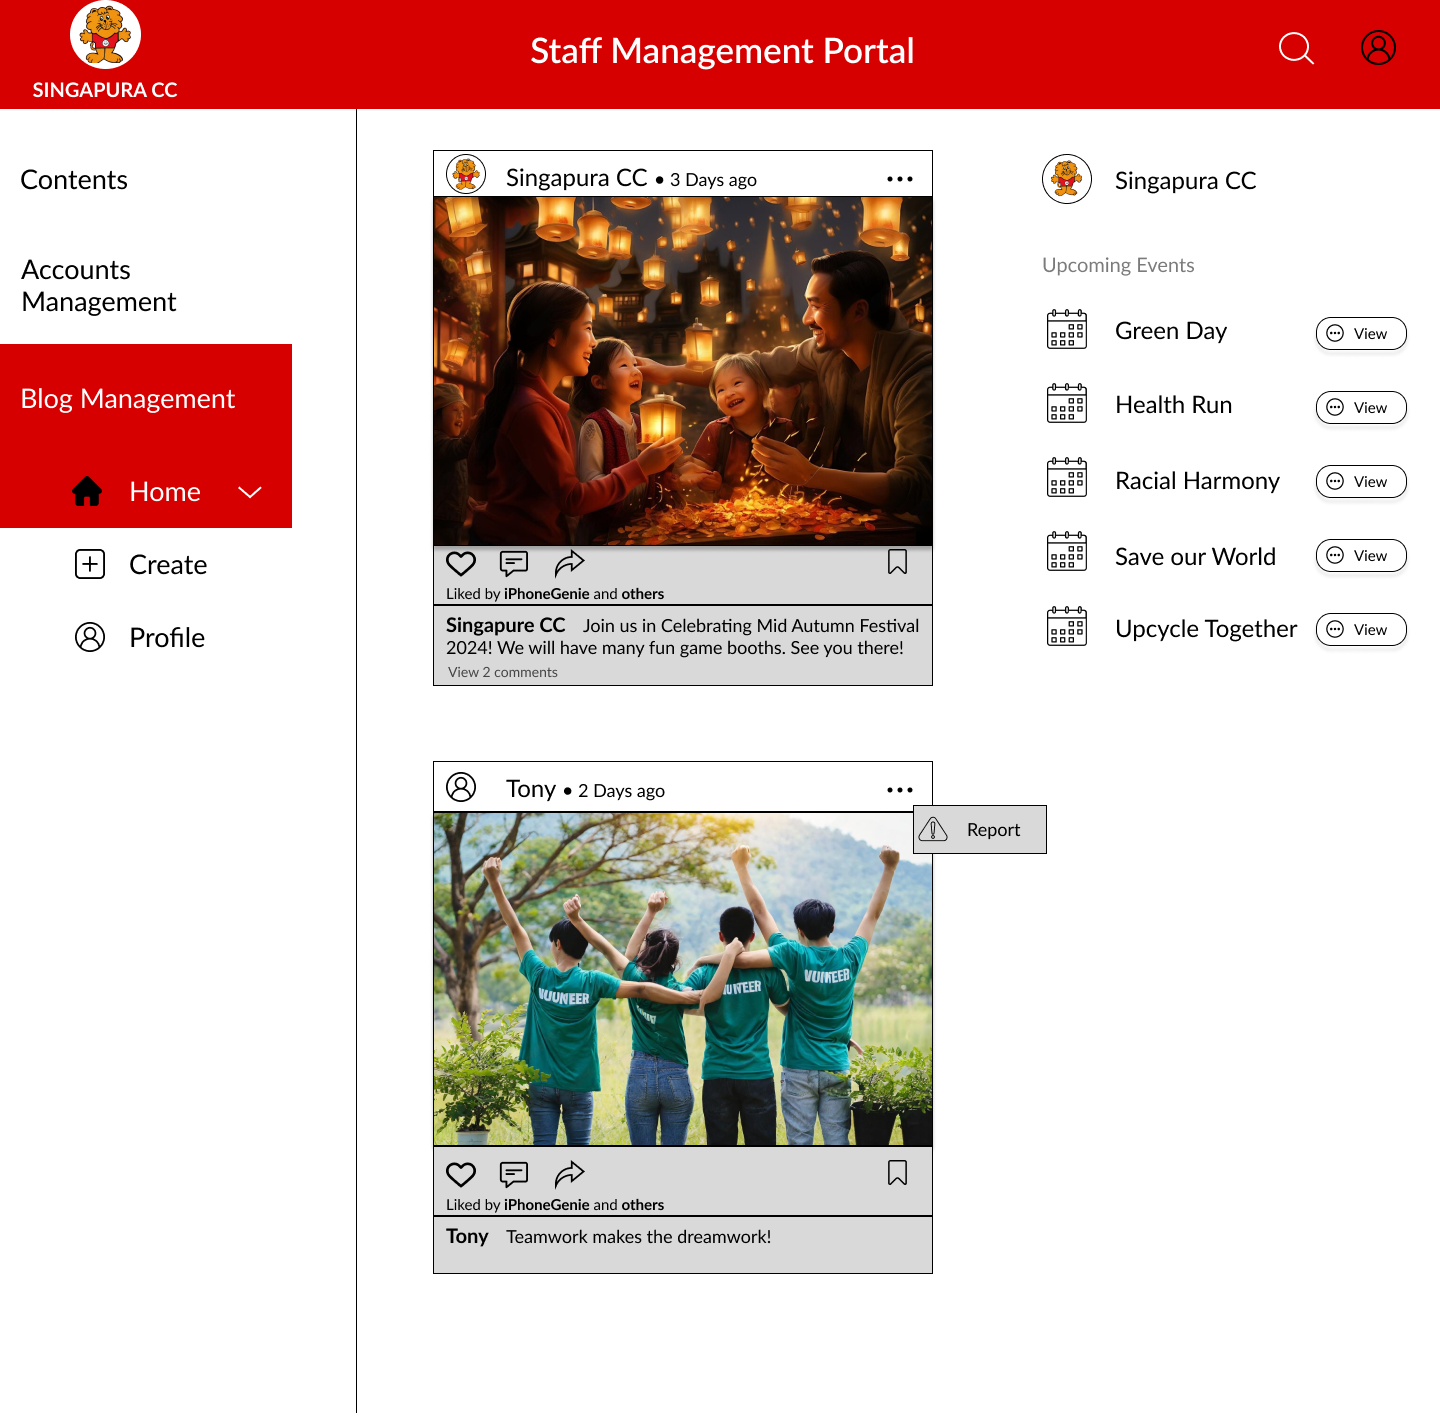 SINGAPURA CC
Staff Management Portal
Contents
Accounts
Management
Blog Management
Home
Create
Profile
Singapura CC • 3 Days ago
Liked by iPhoneGenie and others
Singapure CC Join us in Celebrating Mid Autumn Festival
2024! We will have many fun game booths. See you there!
View 2 comments
Tony • 2 Days ago
Report
Liked by iPhoneGenie and others
Tony Teamwork makes the dreamwork!
Singapura CC
Upcoming Events
Green Day
View
Health Run
View
Racial Harmony
View
Save our World
View
Upcycle Together
View